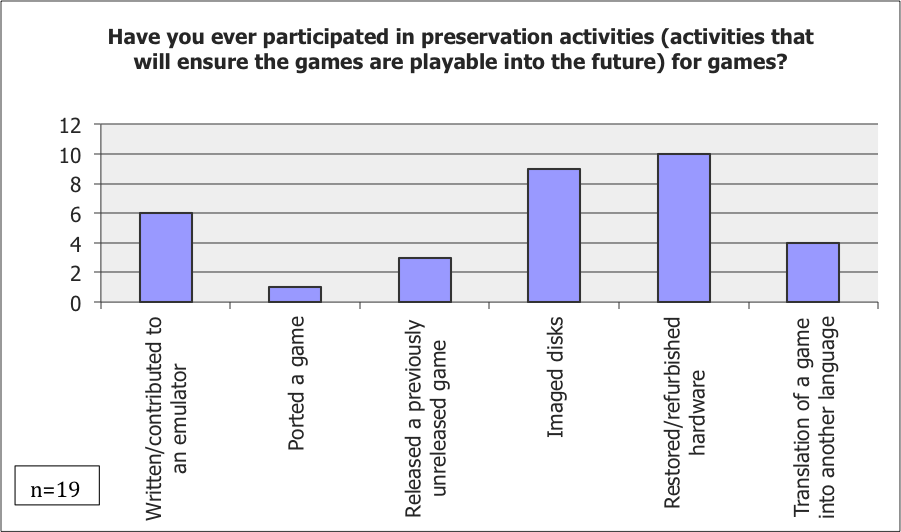 Have you ever participated in preservation activities (activities that
will ensure the games are playable into the future) for games?
12
10
8
6
4
2
0
Written/contributed to
an emulator
Ported a game
Released a previously
unreleased game
Imaged disks
Restored/refurbished
hardware
Translation of a game
into another language
n=19